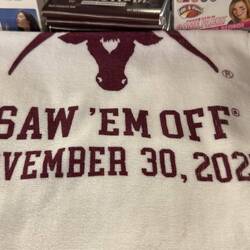 ®
SAW 'EM OFF®
VEMBER 30, 202